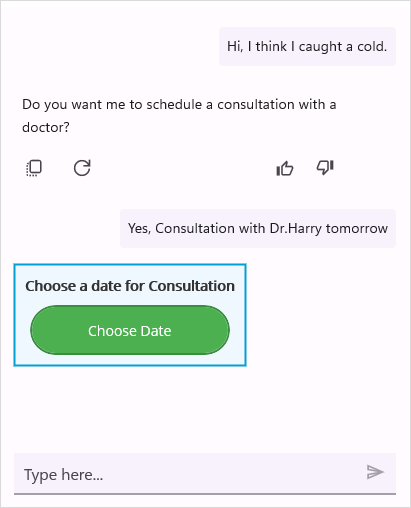 Hi, I think I caught a cold.
Do you want me to schedule a consultation with a
doctor?
Yes, Consultation with Dr.Harry tomorrow
Choose a date for Consultation
Choose Date
Type here...